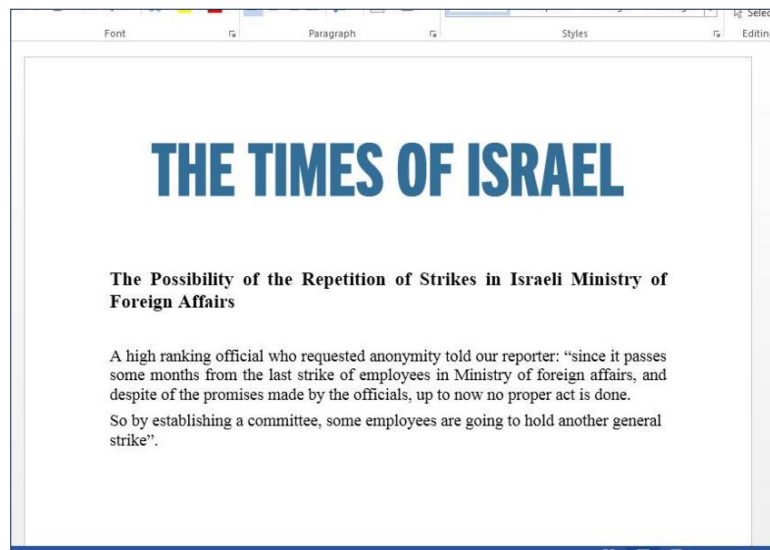 Font Paragraph Styles Editing
THE TIMES OF ISRAEL
The Possibility of the Repetition of Strikes in Israeli Ministry of
Foreign Affairs
A high ranking official who requested anonymity told our reporter: “since it passes
some months from the last strike of employees in Ministry of foreign affairs, and
despite of the promises made by the officials, up to now no proper act is done.
So by establishing a committee, some employees are going to hold another general
strike”.